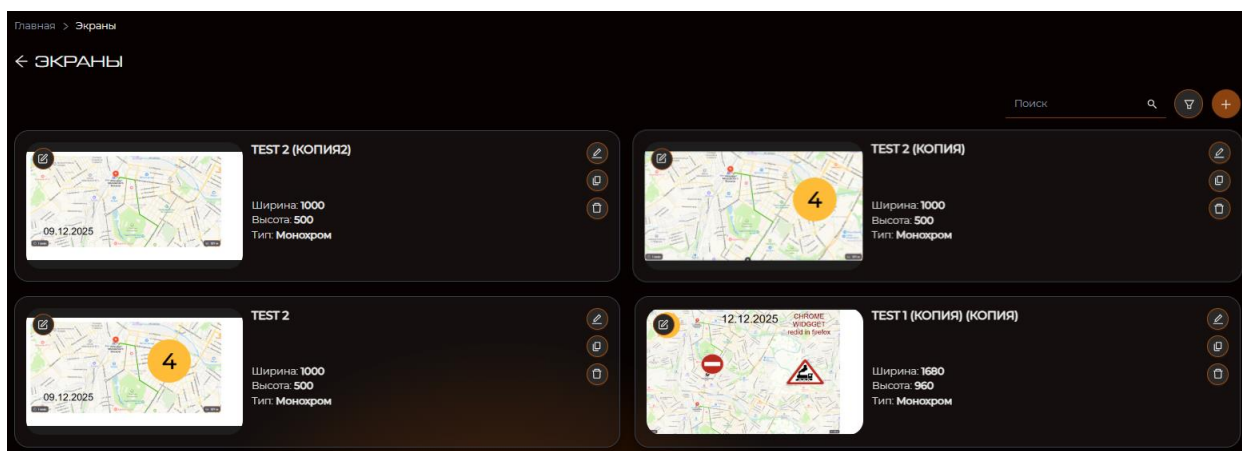 Главная > Экраны
← ЭКРАНЫ
Поиск
TEST 2 (КОПИЯ2)
09.12.2025
Ширина: 1000
Высота: 500
Тип: Монохром
TEST 2 (КОПИЯ)
4
Ширина: 1000
Высота: 500
Тип: Монохром
TEST 2
4
09.12.2025
Ширина: 1000
Высота: 500
Тип: Монохром
TEST 1 (КОПИЯ) (КОПИЯ)
12.12.2025
CHROME
WIDGGET
redid in firefox
Ширина: 1680
Высота: 960
Тип: Монохром